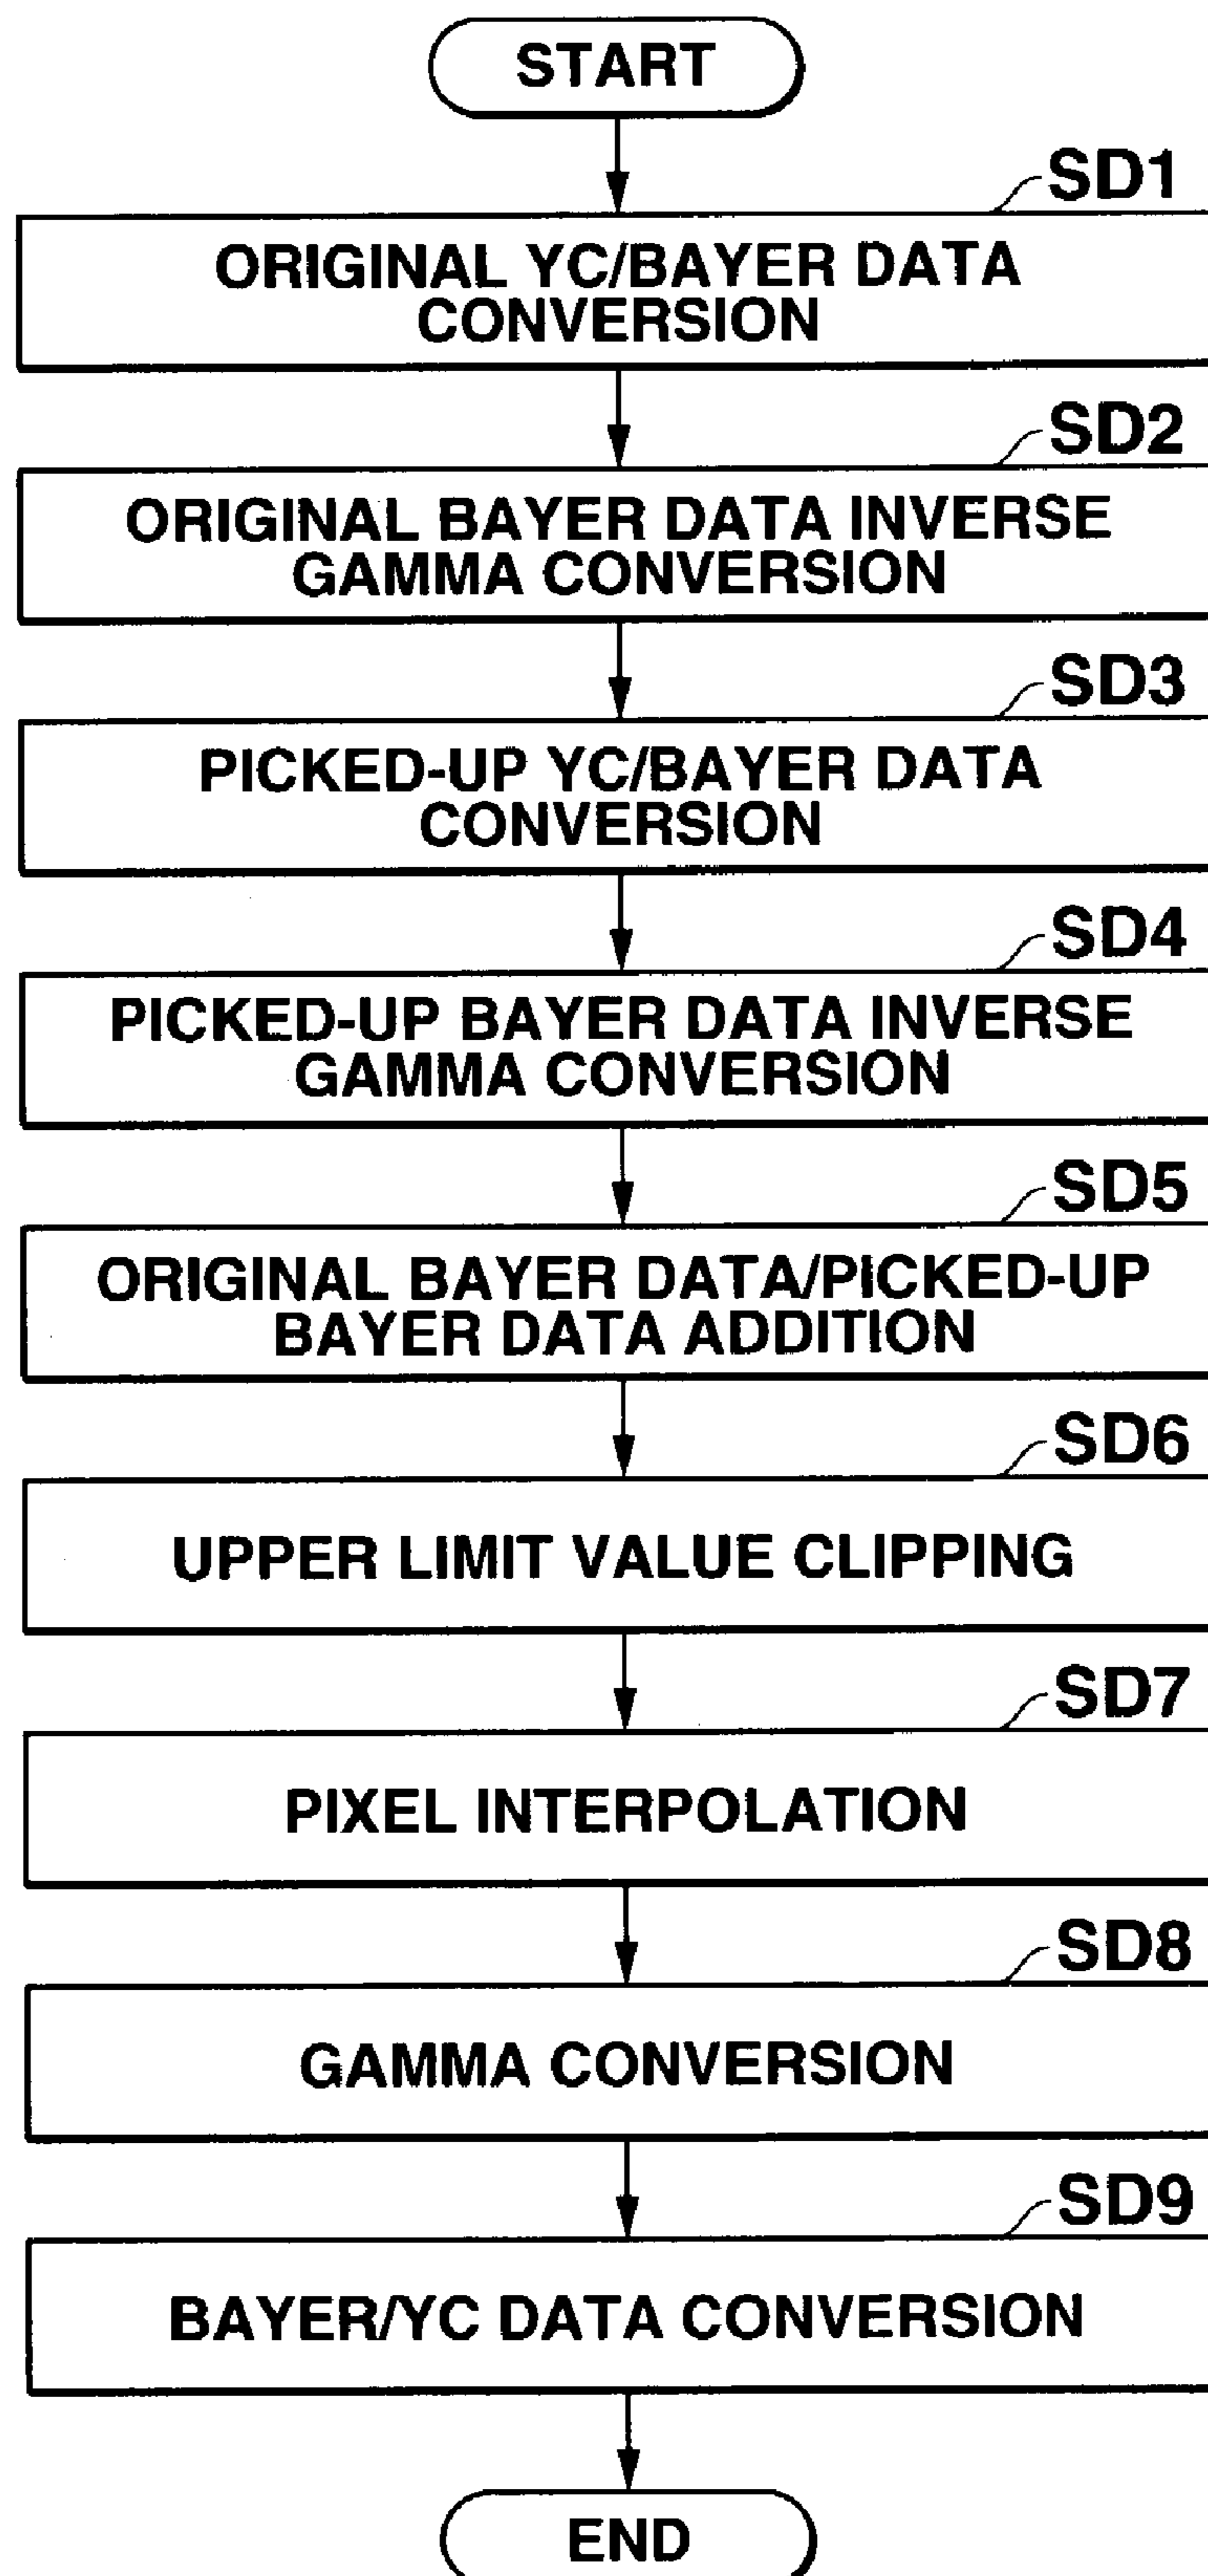 START
SD1
ORIGINAL YC/BAYER DATA
CONVERSION
SD2
ORIGINAL BAYER DATA INVERSE
GAMMA CONVERSION
SD3
PICKED-UP YC/BAYER DATA
CONVERSION
SD4
PICKED-UP BAYER DATA INVERSE
GAMMA CONVERSION
SD5
ORIGINAL BAYER DATA/PICKED-UP
BAYER DATA ADDITION
SD6
UPPER LIMIT VALUE CLIPPING
SD7
PIXEL INTERPOLATION
SD8
GAMMA CONVERSION
SD9
BAYER/YC DATA CONVERSION
END